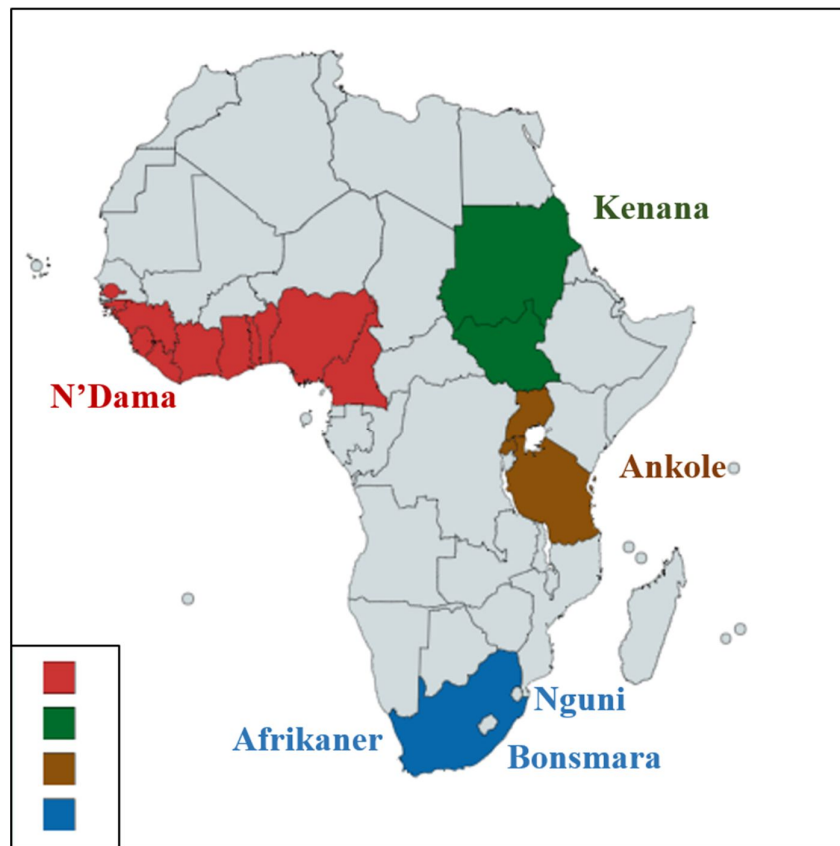 Kenana
N’Dama
Ankole
Nguni
Afrikaner
Bonsmara